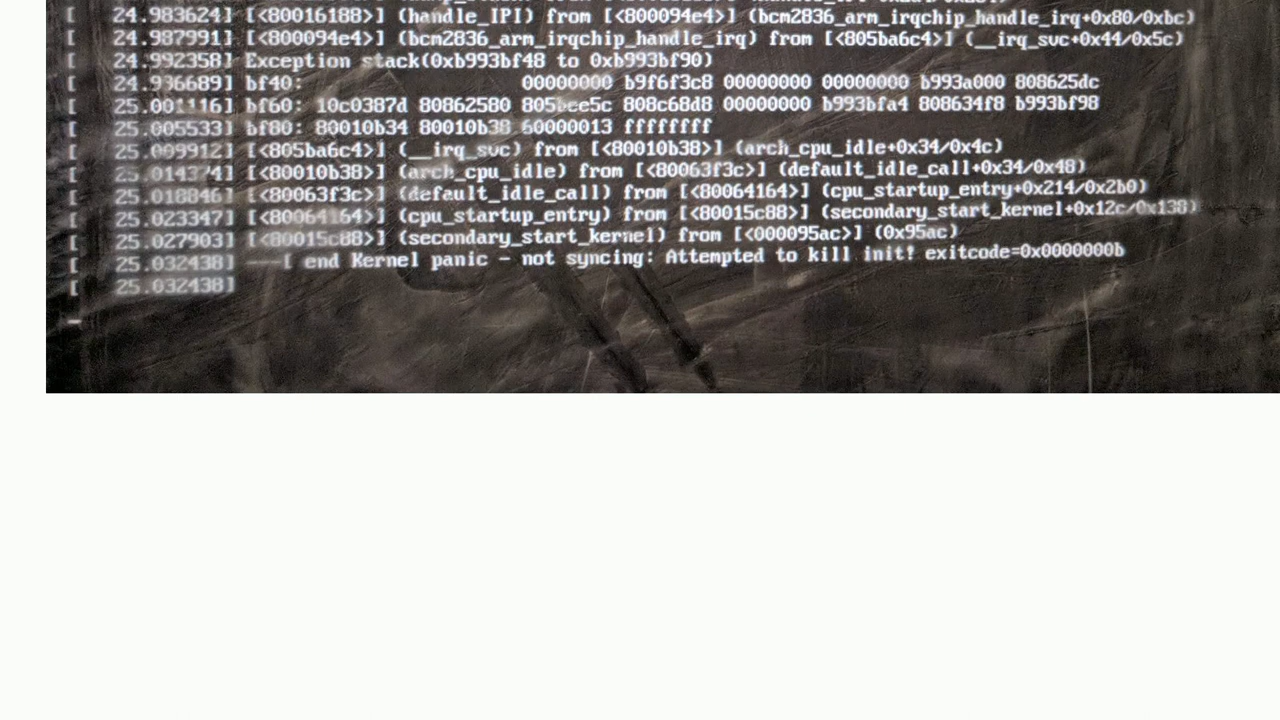 [ 24.983624] [<80016188>] (handle_IPI) from [<800094e4>] (bcm2836_arm_irqchip_handle_irq+0x80/0xbc)
[ 24.987991] [<800094e4>] (bcm2836_arm_irqchip_handle_irq) from [<805ba6c4>] (__irq_svc+0x44/0x5c)
[ 24.992358] Exception stack(0xb993bf48 to 0xb993bf90)
[ 24.936689] bf40: 00000000 b9f6f3c8 00000000 00000000 b993a000 808625dc
[ 25.001116] bf60: 10c0387d 80862580 805bee5c 808c68d8 00000000 b993bfa4 808634f8 b993bf98
[ 25.005533] bf80: 80010b34 80010b38 60000013 ffffffff
[ 25.009912] [<805ba6c4>] (__irq_svc) from [<80010b38>] (arch_cpu_idle+0x34/0x4c)
[ 25.014374] [<80010b38>] (arch_cpu_idle) from [<80063f3c>] (default_idle_call+0x34/0x48)
[ 25.018846] [<80063f3c>] (default_idle_call) from [<80064164>] (cpu_startup_entry+0x214/0x2b0)
[ 25.023347] [<80064164>] (cpu_startup_entry) from [<80015c88>] (secondary_start_kernel+0x12c/0x138)
[ 25.027903] [<80015c88>] (secondary_start_kernel) from [<000095ac>] (0x95ac)
[ 25.032438] ---[ end Kernel panic - not syncing: Attempted to kill init! exitcode=0x0000000b
[ 25.032438]